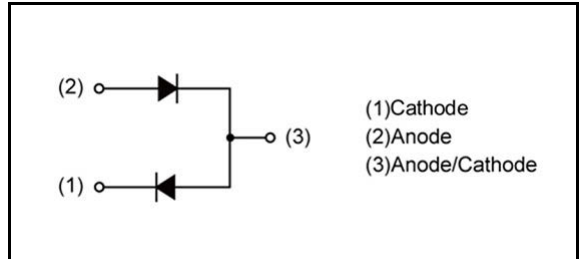 (2)
(3)
(1)
(1)Cathode
(2)Anode
(3)Anode/Cathode